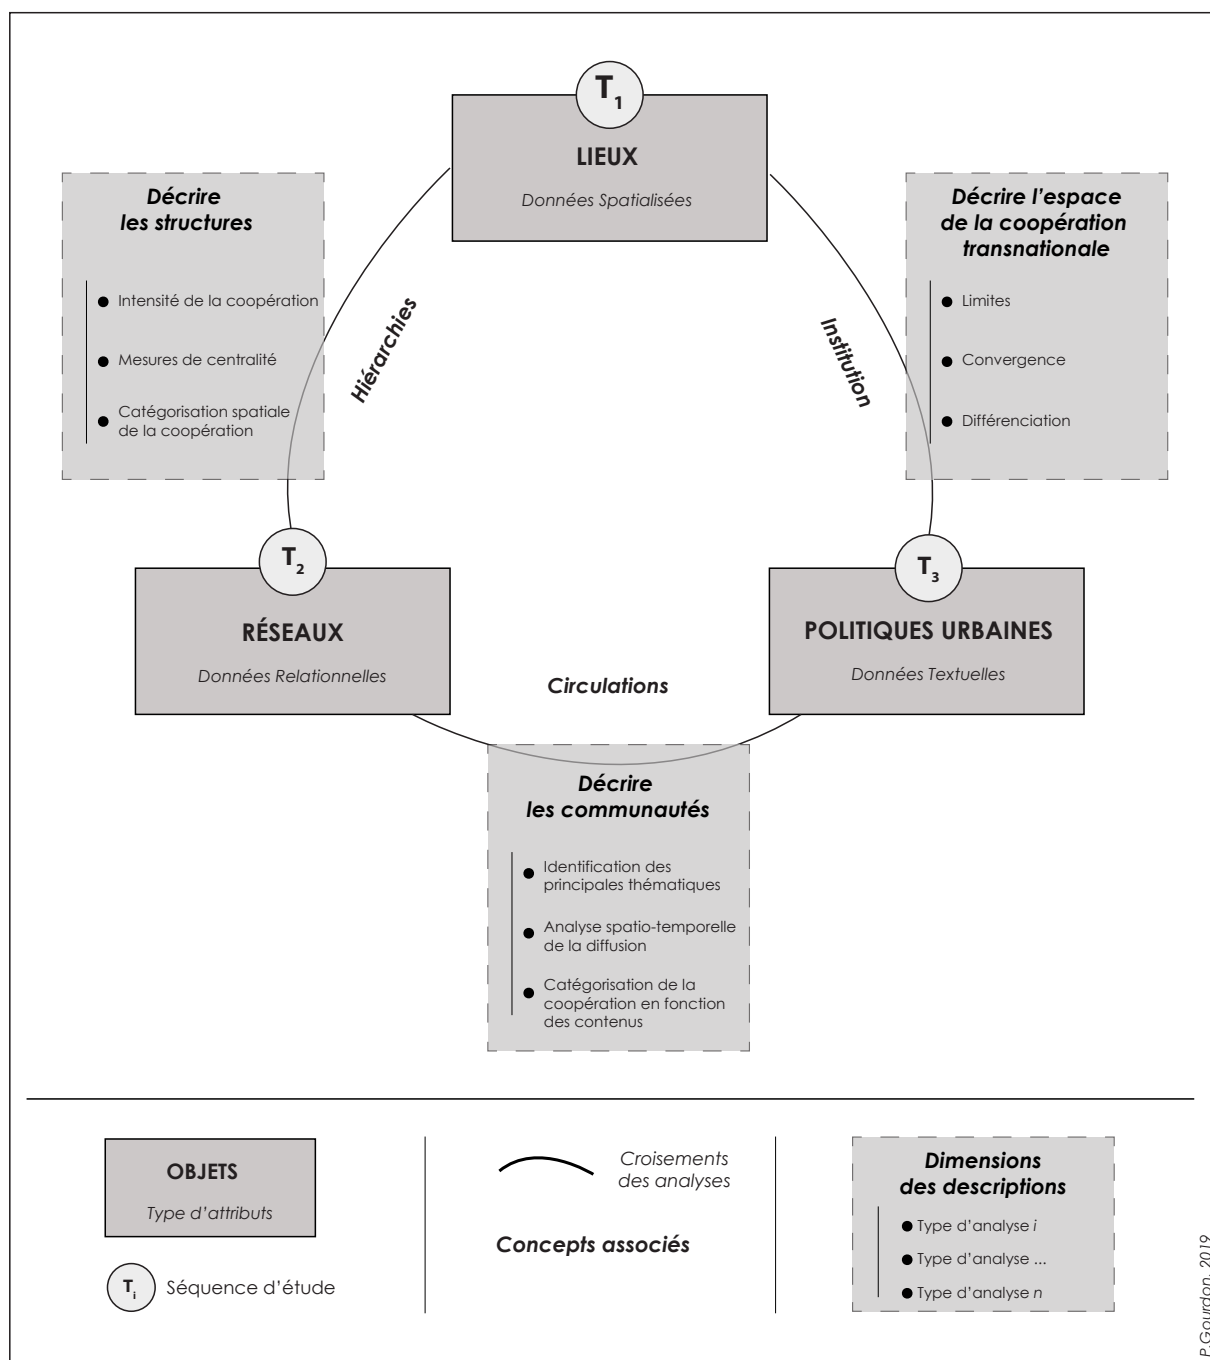 T1
LIEUX
Données Spatialisées
Décrire
les structures
Intensité de la coopération
Mesures de centralité
Catégorisation spatiale
de la coopération
Hiérarchies
Institution
Décrire l’espace
de la coopération
transnationale
Limites
Convergence
Différenciation
T2
RÉSEAUX
Données Relationnelles
T3
POLITIQUES URBAINES
Données Textuelles
Circulations
Décrire
les communautés
Identification des
principales thématiques
Analyse spatio-temporelle
de la diffusion
Catégorisation de la
coopération en fonction
des contenus
OBJETS
Type d’attributs
Ti
Séquence d’étude
Croisements
des analyses
Concepts associés
Dimensions
des descriptions
Type d’analyse i
Type d’analyse ...
Type d’analyse n
P.Gourdon, 2019